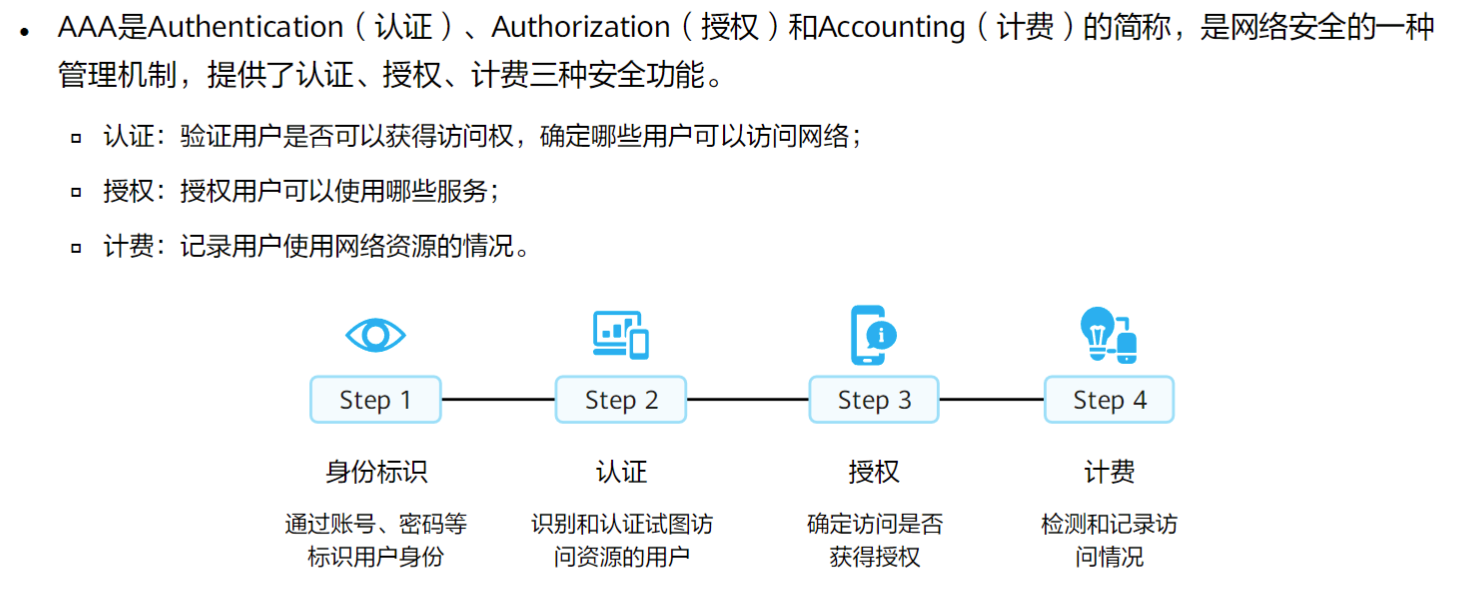 • AAA是Authentication（认证）、Authorization（授权）和Accounting（计费）的简称，是网络安全的一种
管理机制，提供了认证、授权、计费三种安全功能。
▫ 认证：验证用户是否可以获得访问权，确定哪些用户可以访问网络；
▫ 授权：授权用户可以使用哪些服务；
▫ 计费：记录用户使用网络资源的情况。
Step 1
Step 2
Step 3
Step 4
身份标识
认证
授权
计费
通过账号、密码等
标识用户身份
识别和认证试图访
问资源的用户
确定访问是否
获得授权
检测和记录访
问情况